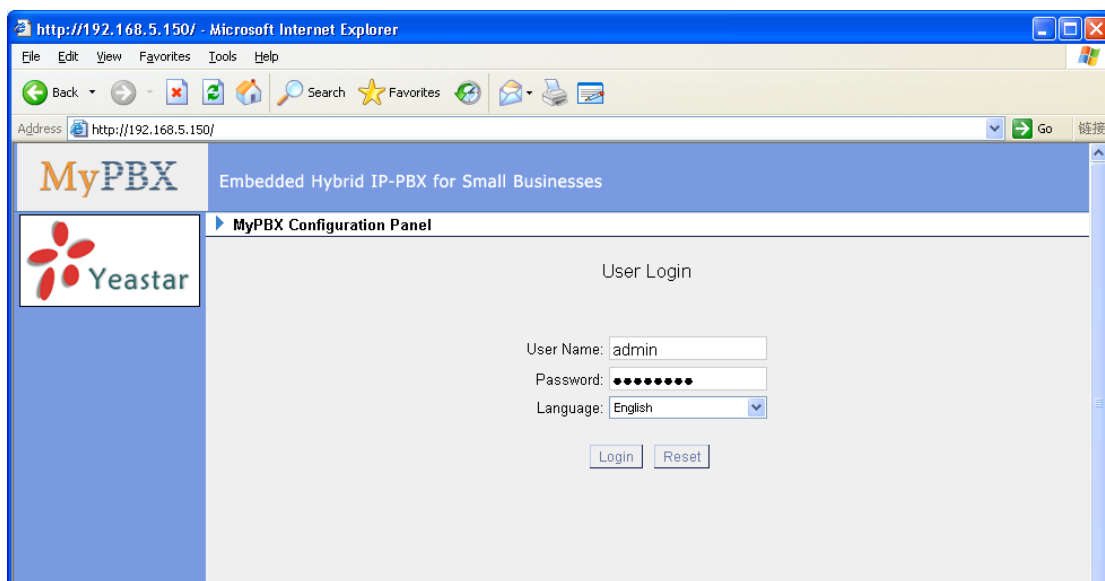 http://192.168.5.150/ - Microsoft Internet Explorer
File Edit View Favorites Tools Help
Back Search Favorites
Address http://192.168.5.150/ Go 链接
MyPBX Embedded Hybrid IP-PBX for Small Businesses
MyPBX Configuration Panel
Yeastar
User Login
User Name: admin
Password: ●●●●●●●●
Language: English
Login Reset